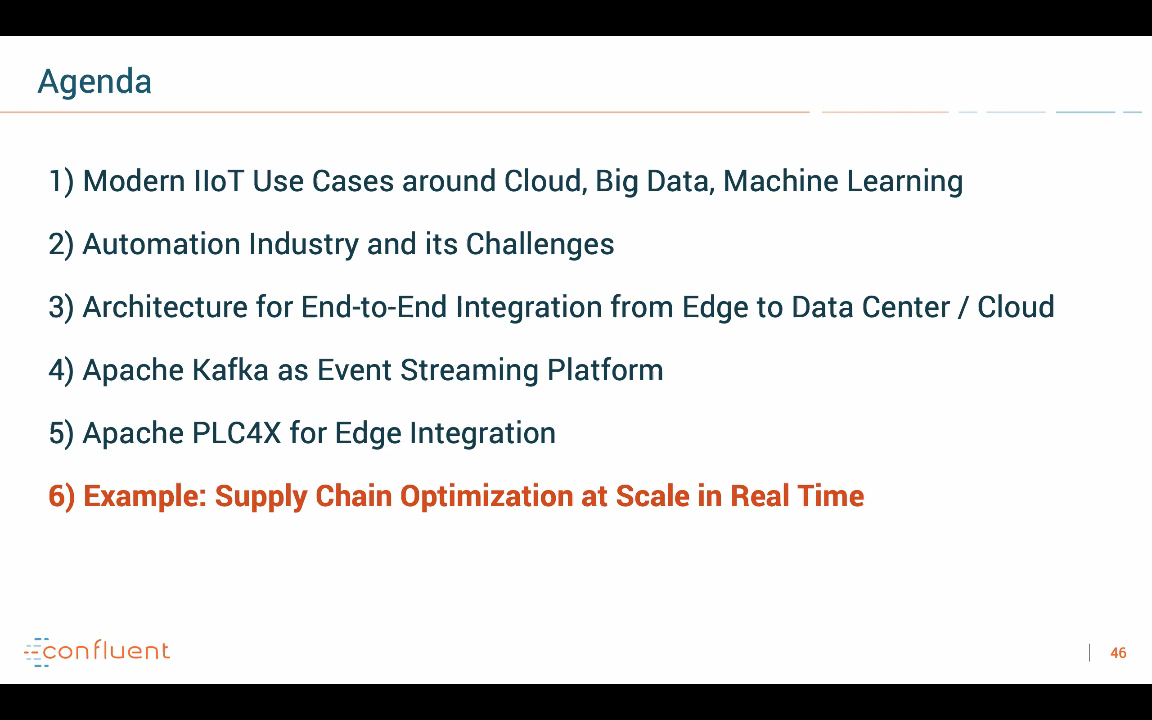 Agenda
1) Modern IIoT Use Cases around Cloud, Big Data, Machine Learning
2) Automation Industry and its Challenges
3) Architecture for End-to-End Integration from Edge to Data Center / Cloud
4) Apache Kafka as Event Streaming Platform
5) Apache PLC4X for Edge Integration
6) Example: Supply Chain Optimization at Scale in Real Time
confluent
46